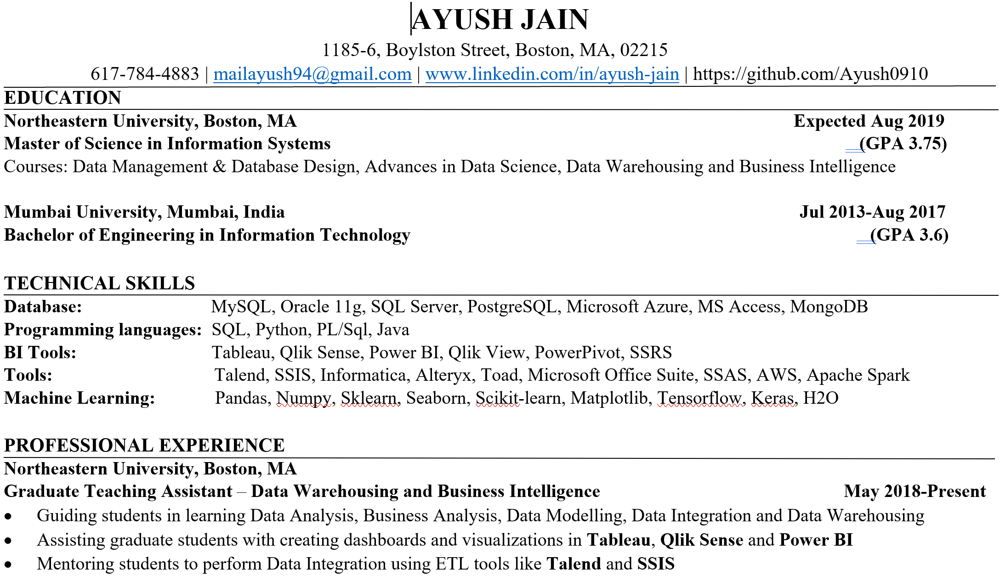 AYUSH JAIN
1185-6, Boylston Street, Boston, MA, 02215
617-784-4883 | mailayush94@gmail.com | www.linkedin.com/in/ayush-jain | https://github.com/Ayush0910
EDUCATION
Northeastern University, Boston, MA Expected Aug 2019
Master of Science in Information Systems (GPA 3.75)
Courses: Data Management & Database Design, Advances in Data Science, Data Warehousing and Business Intelligence
Mumbai University, Mumbai, India Jul 2013-Aug 2017
Bachelor of Engineering in Information Technology (GPA 3.6)
TECHNICAL SKILLS
Database: MySQL, Oracle 11g, SQL Server, PostgreSQL, Microsoft Azure, MS Access, MongoDB
Programming languages: SQL, Python, PL/Sql, Java
BI Tools: Tableau, Qlik Sense, Power BI, Qlik View, PowerPivot, SSRS
Tools: Talend, SSIS, Informatica, Alteryx, Toad, Microsoft Office Suite, SSAS, AWS, Apache Spark
Machine Learning: Pandas, Numpy, Sklearn, Seaborn, Scikit-learn, Matplotlib, Tensorflow, Keras, H2O
PROFESSIONAL EXPERIENCE
Northeastern University, Boston, MA
Graduate Teaching Assistant – Data Warehousing and Business Intelligence May 2018-Present
• Guiding students in learning Data Analysis, Business Analysis, Data Modelling, Data Integration and Data Warehousing
• Assisting graduate students with creating dashboards and visualizations in Tableau, Qlik Sense and Power BI
• Mentoring students to perform Data Integration using ETL tools like Talend and SSIS